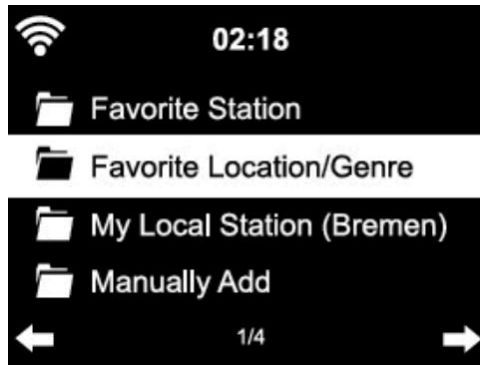 02:18
Favorite Station
Favorite Location/Genre
My Local Station (Bremen)
Manually Add
1/4